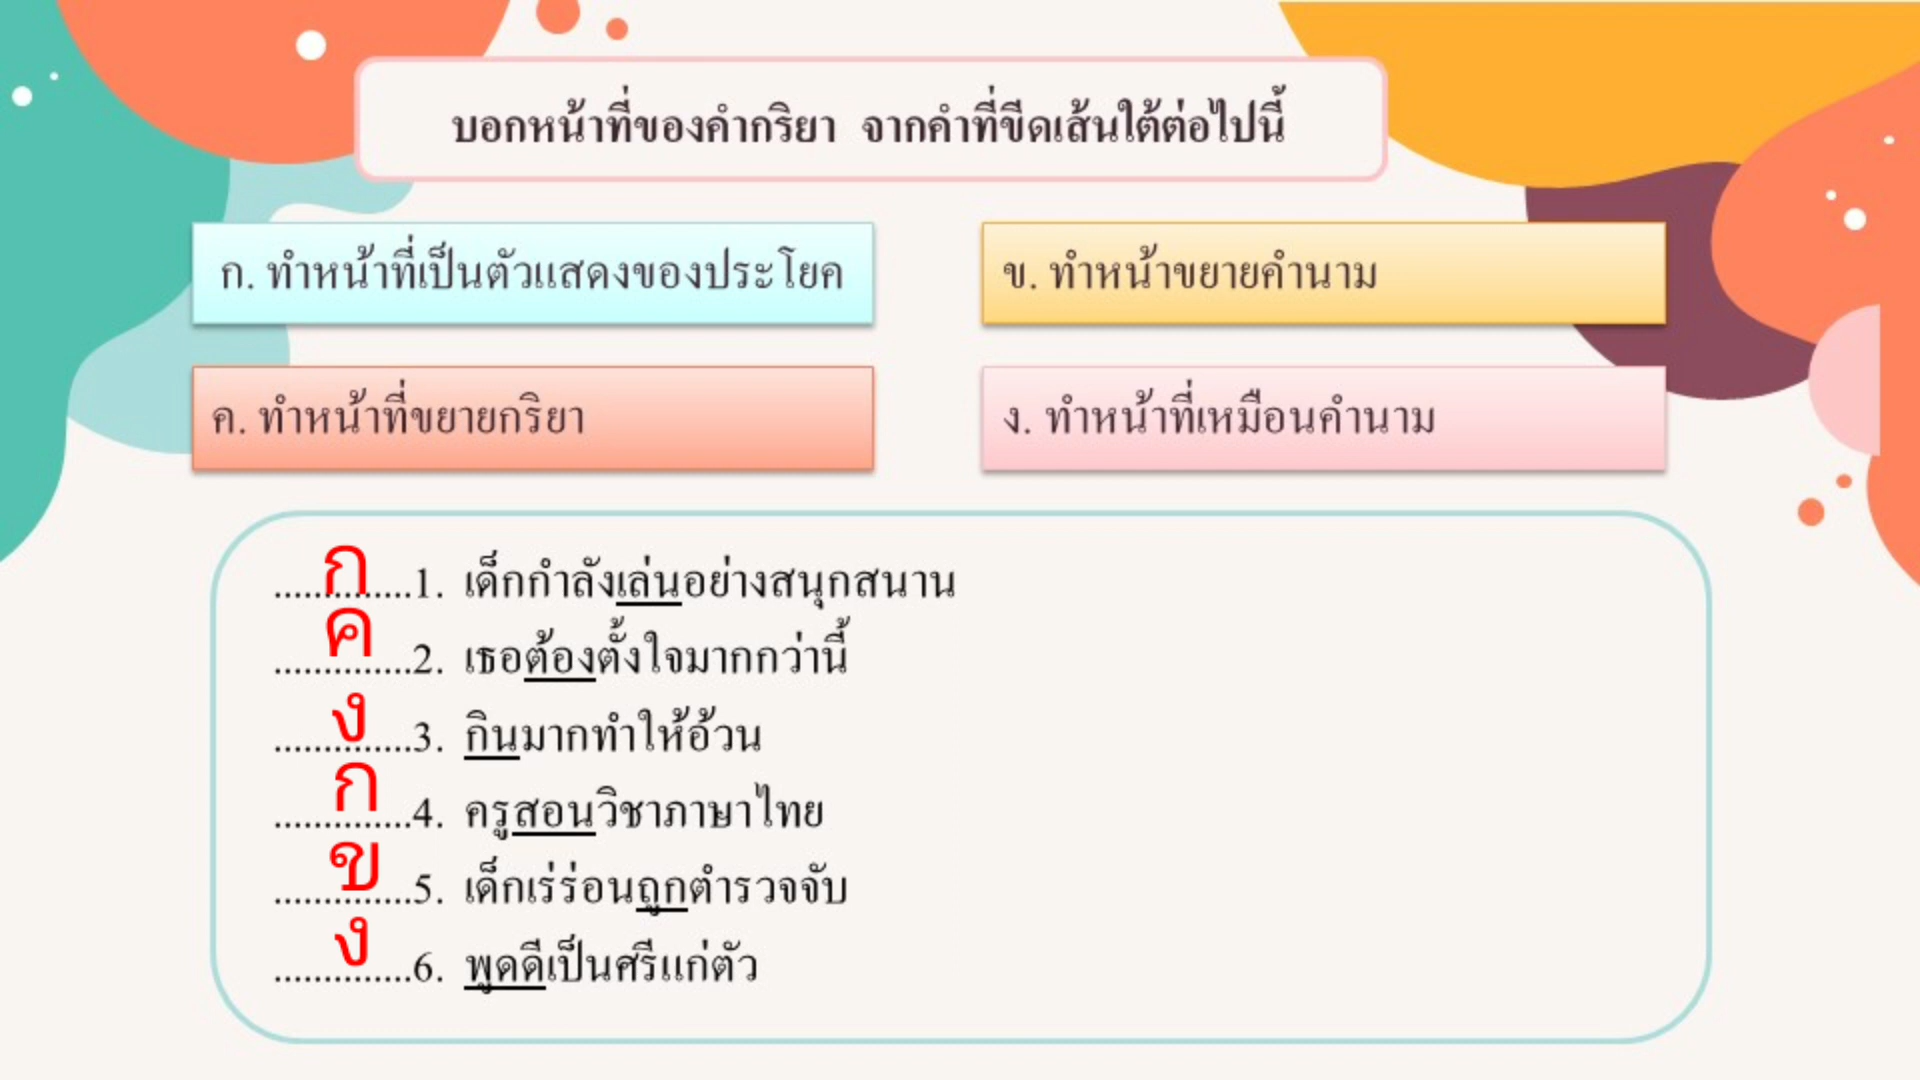 บอกหน้าที่ของคำกริยา จากคำที่ขีดเส้นใต้ต่อไปนี้
ก. ทำหน้าที่เป็นตัวแสดงของประโยค
ข. ทำหน้าขยายคำนาม
ค. ทำหน้าที่ขยายกริยา
ง. ทำหน้าที่เหมือนคำนาม
......ก......1. เด็กกำลังเล่นอย่างสนุกสนาน
......ค......2. เธอต้องตั้งใจมากกว่านี้
......ง......3. กินมากทำให้อ้วน
......ก......4. ครูสอนวิชาภาษาไทย
......ข......5. เด็กเร่ร่อนถูกตำรวจจับ
......ง......6. พูดดีเป็นศรีแก่ตัว